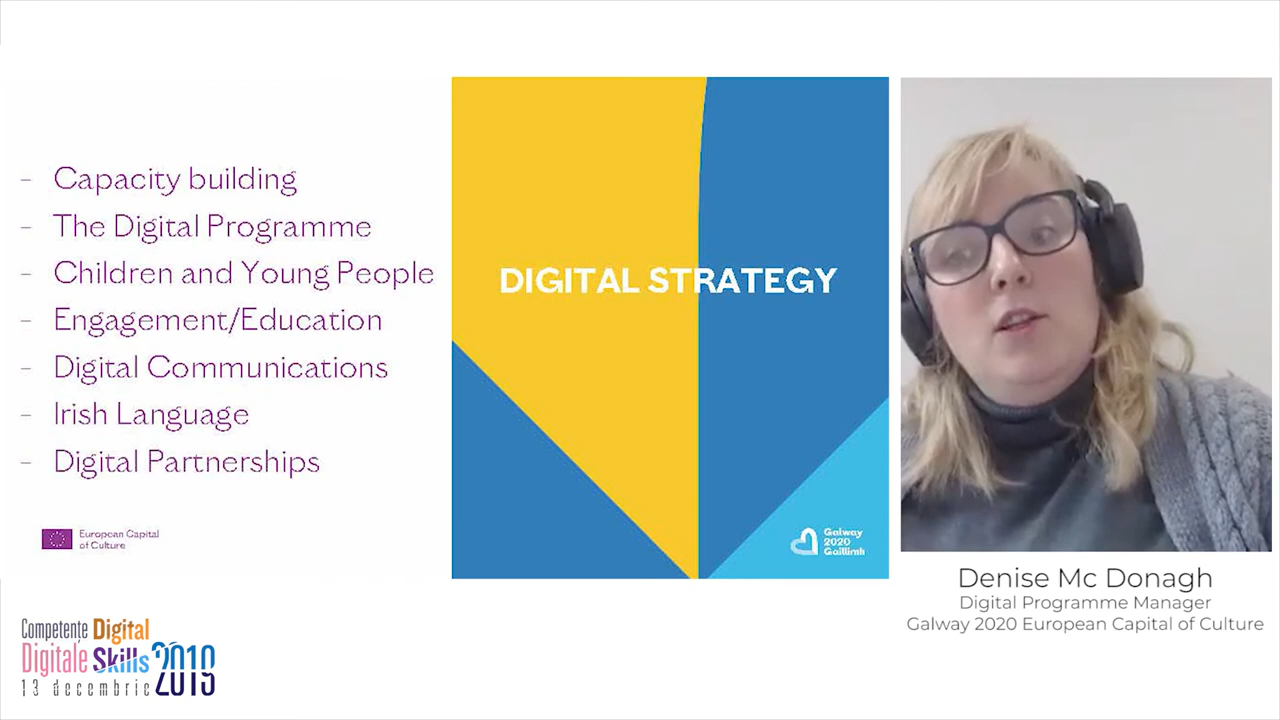 - Capacity building
- The Digital Programme
- Children and Young People
- Engagement/Education
- Digital Communications
- Irish Language
- Digital Partnerships
European Capital
of Culture
DIGITAL STRATEGY
Galway
2020
Gaillimh
Denise Mc Donagh
Digital Programme Manager
Galway 2020 European Capital of Culture
Competențe Digital
Digitale Skills 2019
13 decembrie